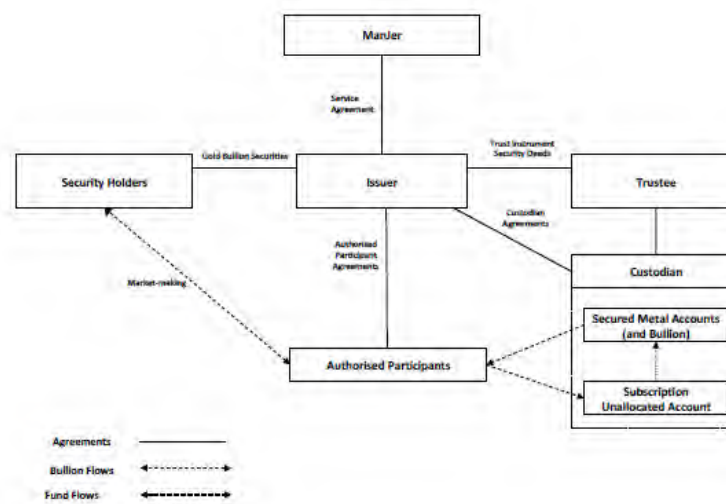 ManJer
Service
Agreement
Gold Bullion Securities
Trust Instrument
Security Deeds
Security Holders
Issuer
Trustee
Custodian
Agreements
Authorised
Participant
Agreements
Custodian
Market-making
Secured Metal Accounts
(and Bullion)
Authorised Participants
Subscription
Unallocated Account
Agreements
Bullion Flows
Fund Flows